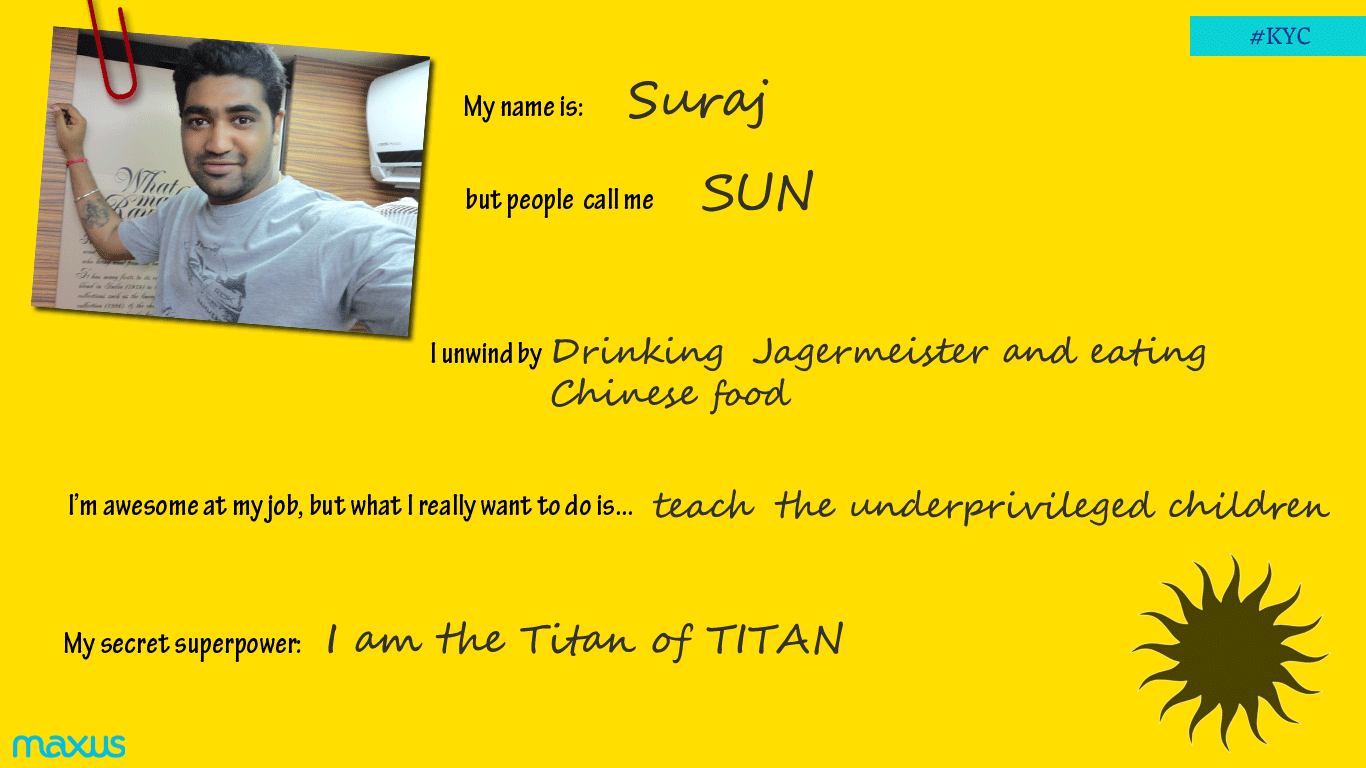 #KYC
My name is: Suraj
but people call me SUN
I unwind by Drinking Jagermeister and eating
Chinese food
I'm awesome at my job, but what I really want to do is... teach the underprivileged children
My secret superpower: I am the Titan of TITAN
maxus
What